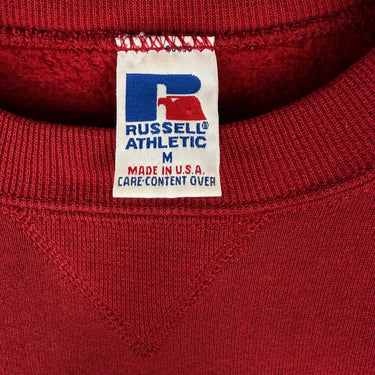 R
RUSSELL®
ATHLETIC
M
MADE IN U.S.A.
CARE-CONTENT OVER